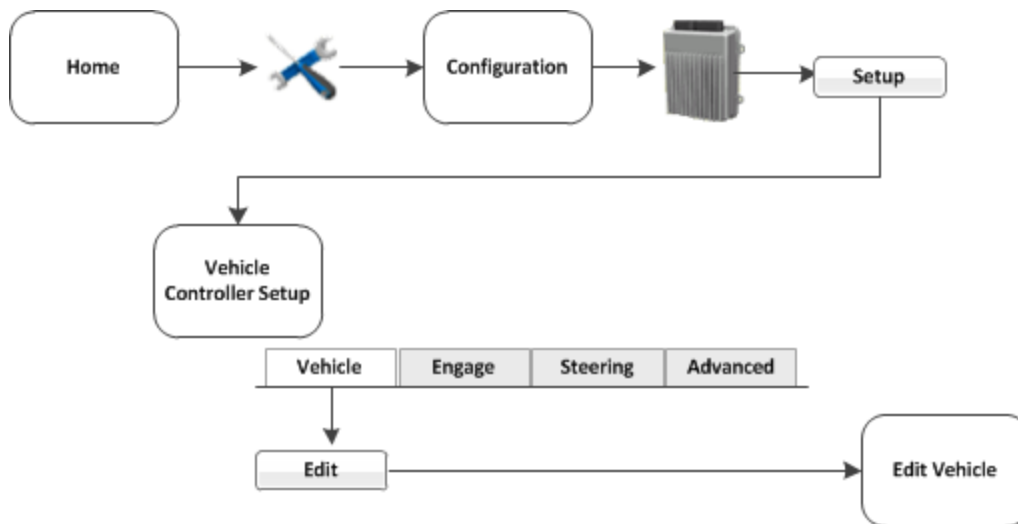 Home
Configuration
Setup
Vehicle
Controller Setup
Vehicle
Engage
Steering
Advanced
Edit
Edit Vehicle